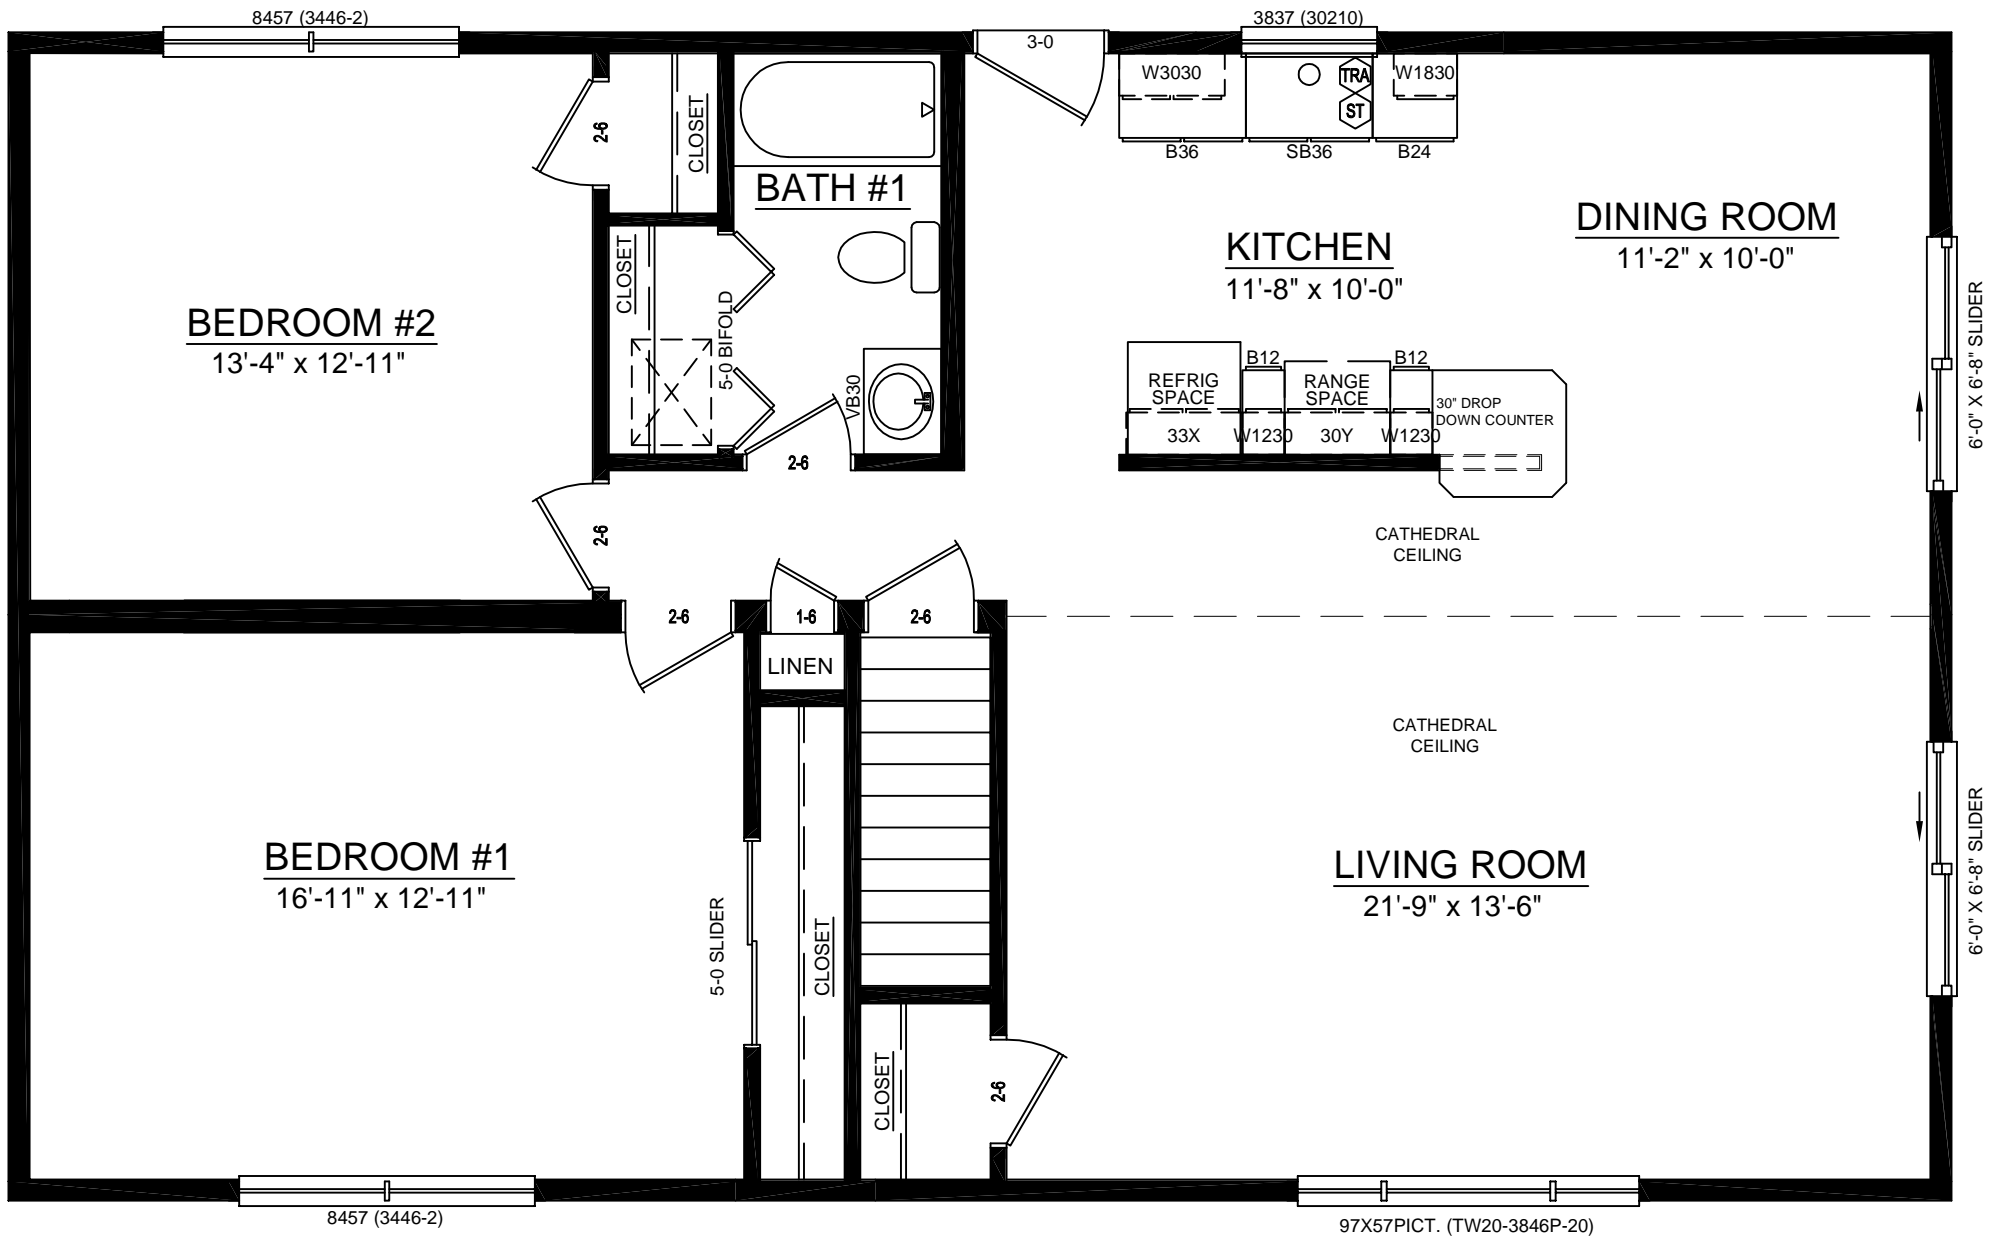 8457 (3446-2)
3837 (30210)
3-0
W3030
TRA
W1830
ST
B36
SB36
B24
2-6
CLOSET
BATH #1
DINING ROOM
11'-2" x 10'-0"
KITCHEN
11'-8" x 10'-0"
CLOSET
BEDROOM #2
13'-4" x 12'-11"
5-0 BIFOLD
6'-0" X 6'-8" SLIDER
VB30
B12
B12
REFRIG
SPACE
RANGE
SPACE
30" DROP
DOWN COUNTER
33X
W1230
30Y
W1230
2-6
2-6
CATHEDRAL
CEILING
2-6
1-6
2-6
LINEN
CATHEDRAL
CEILING
BEDROOM #1
16'-11" x 12'-11"
LIVING ROOM
21'-9" x 13'-6"
6'-0" X 6'-8" SLIDER
5-0 SLIDER
CLOSET
CLOSET
2-6
8457 (3446-2)
97X57PICT. (TW20-3846P-20)